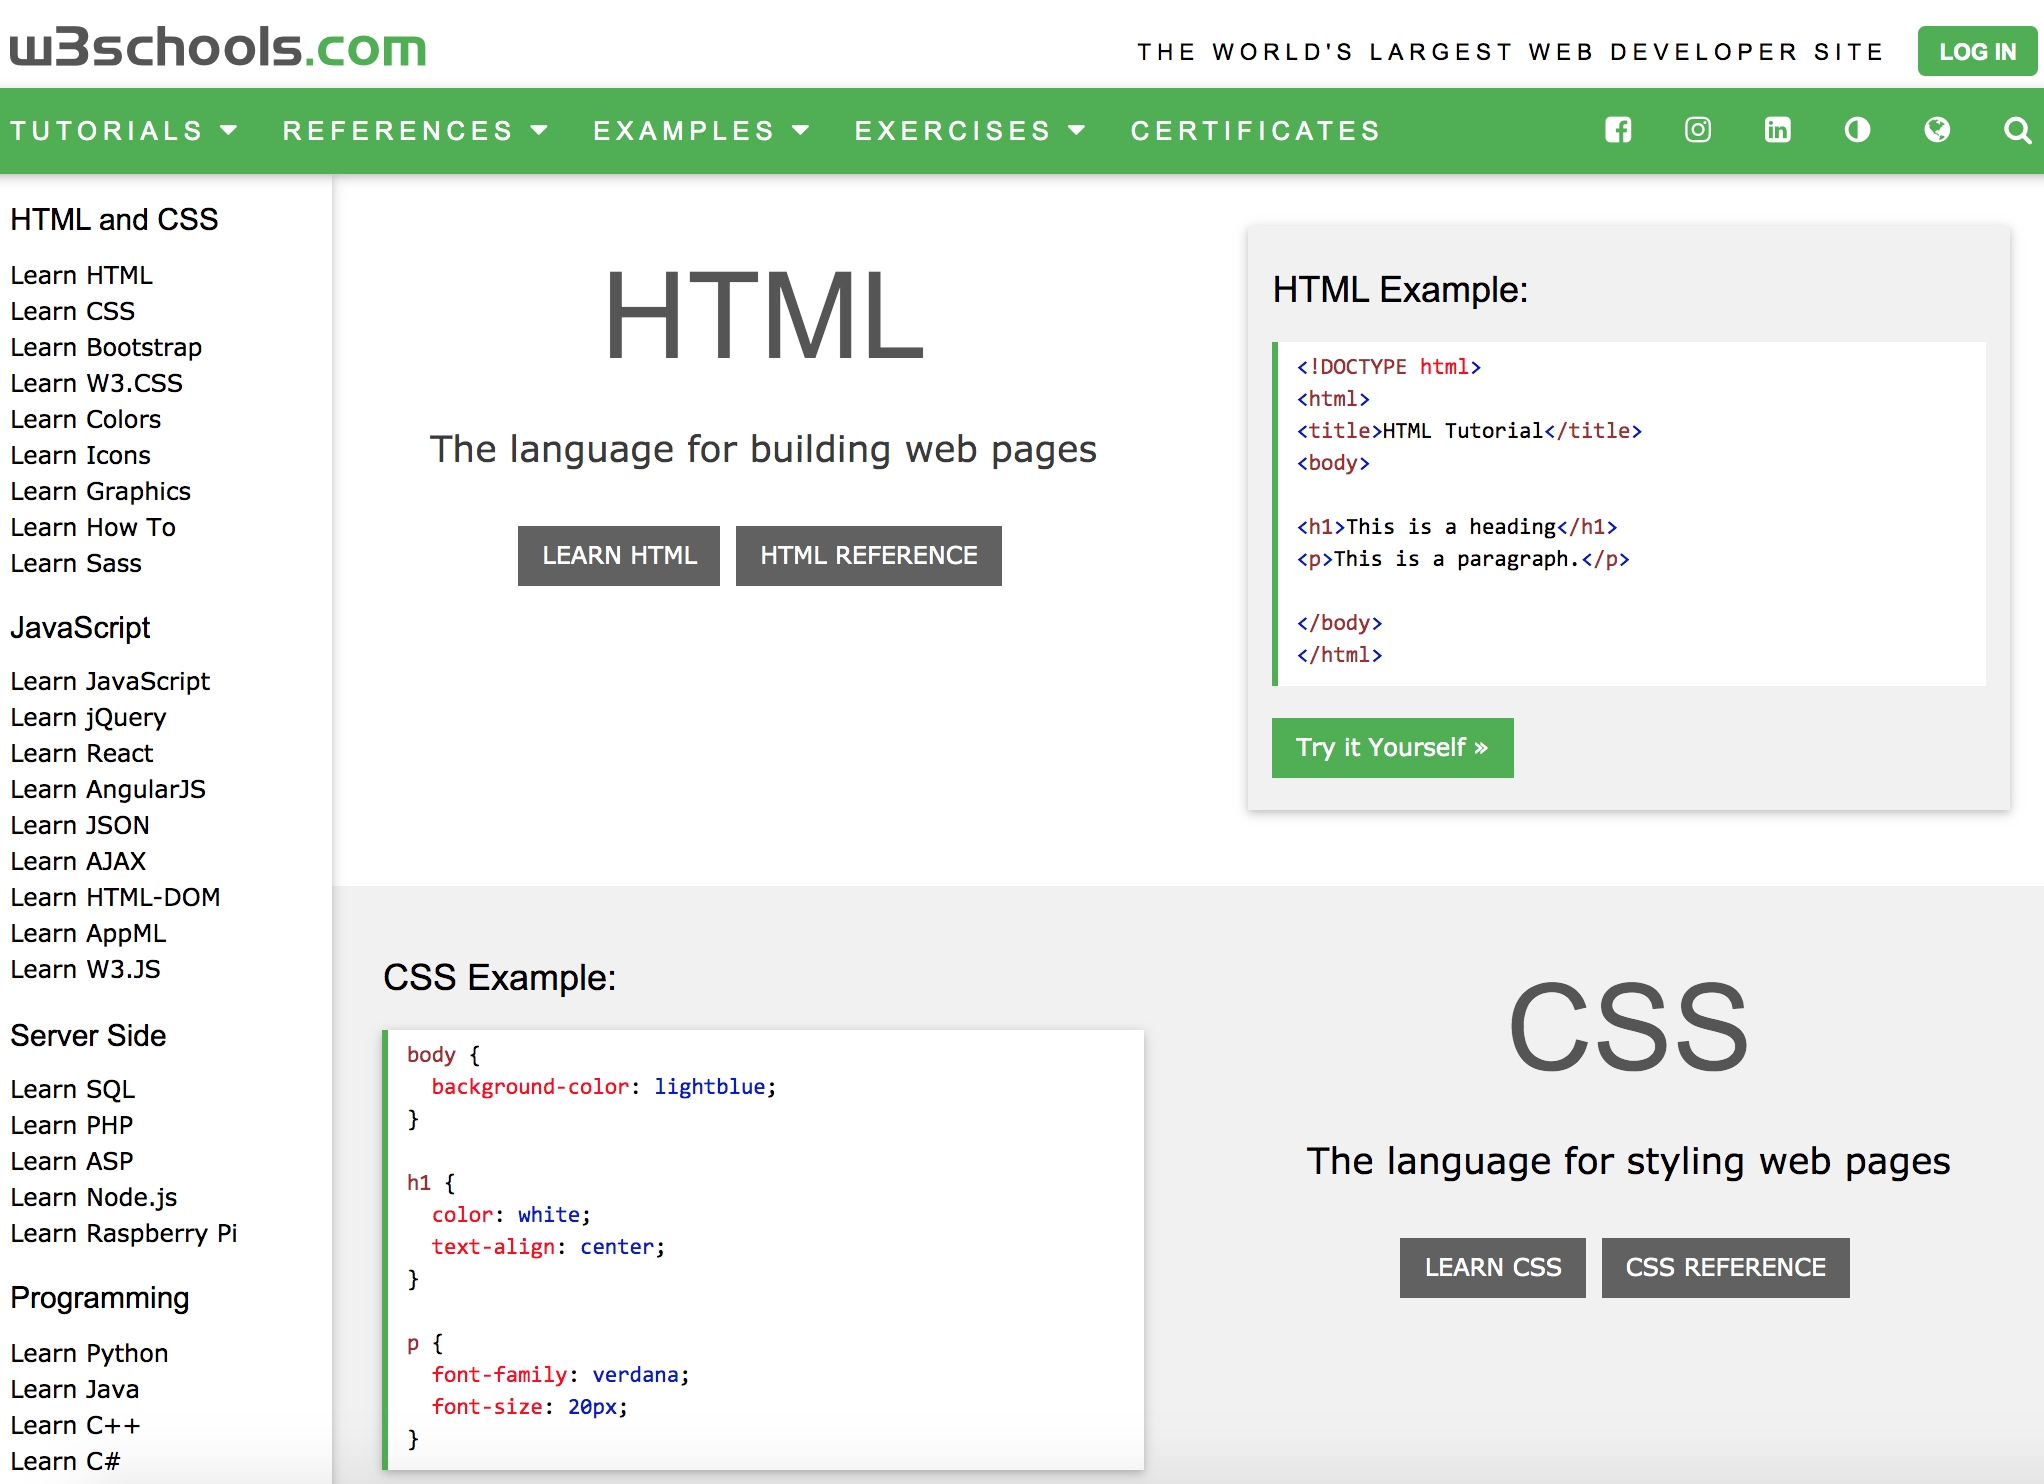 w3schools.com
THE WORLD'S LARGEST WEB DEVELOPER SITE
LOG IN
TUTORIALS
REFERENCES
EXAMPLES
EXERCISES
CERTIFICATES
HTML and CSS
Learn HTML
Learn CSS
Learn Bootstrap
Learn W3.CSS
Learn Colors
Learn Icons
Learn Graphics
Learn How To
Learn Sass
JavaScript
Learn JavaScript
Learn jQuery
Learn React
Learn AngularJS
Learn JSON
Learn AJAX
Learn HTML-DOM
Learn AppML
Learn W3.JS
Server Side
Learn SQL
Learn PHP
Learn ASP
Learn Node.js
Learn Raspberry Pi
Programming
Learn Python
Learn Java
Learn C++
Learn C#
HTML
The language for building web pages
LEARN HTML
HTML REFERENCE
HTML Example:
<!DOCTYPE html>
<html>
<title>HTML Tutorial</title>
<body>
<h1>This is a heading</h1>
<p>This is a paragraph.</p>
</body>
</html>
Try it Yourself »
CSS Example:
body {
  background-color: lightblue;
}
h1 {
  color: white;
  text-align: center;
}
p {
  font-family: verdana;
  font-size: 20px;
}
CSS
The language for styling web pages
LEARN CSS
CSS REFERENCE